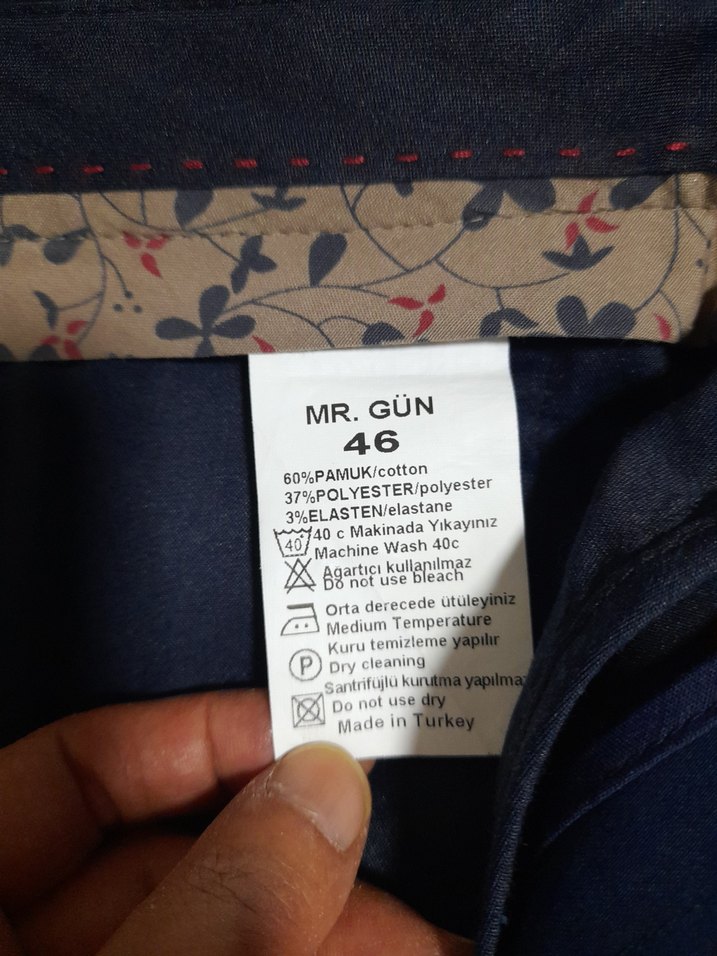 MR. GÜN
46
60%PAMUK/cotton
37%POLYESTER/polyester
3%ELASTEN/elastane
40 40 c Makinada Yıkayınız
Machine Wash 40c
Ağartıcı kullanılmaz
Do not use bleach
Orta derecede ütüleyiniz
Medium Temperature
Kuru temizleme yapılır
P Dry cleaning
Santrifüjlü kurutma yapılma
Do not use dry
Made in Turkey